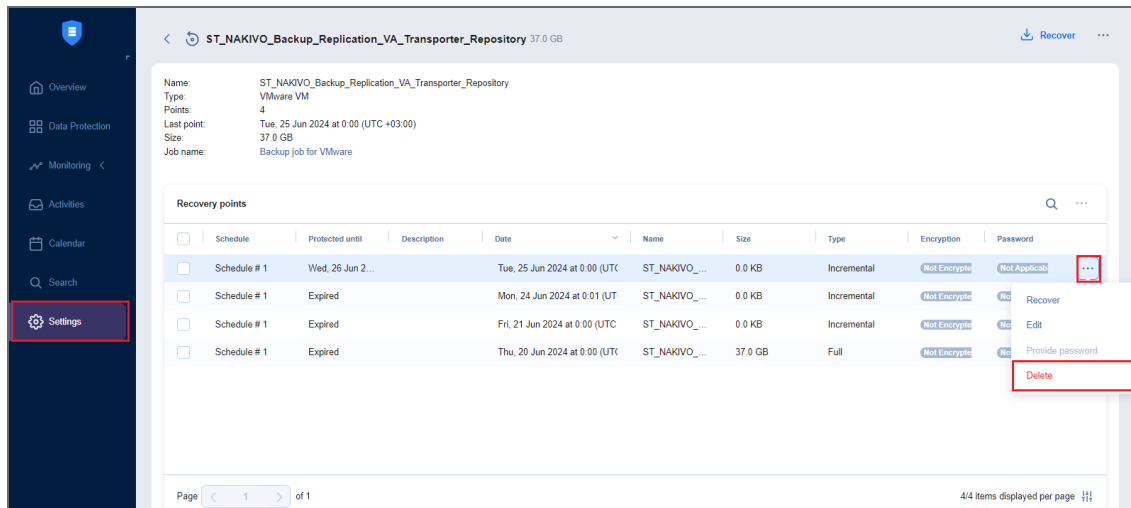 ST_NAKIVO_Backup_Replication_VA_Transporter_Repository 37.0 GB
Recover
Overview
Data Protection
Monitoring
Activities
Calendar
Search
Settings
Name: ST_NAKIVO_Backup_Replication_VA_Transporter_Repository
Type: VMware VM
Points: 4
Last point: Tue, 25 Jun 2024 at 0:00 (UTC +03:00)
Size: 37.0 GB
Job name: Backup job for VMware
Recovery points
Schedule Protected until Description Date Name Size Type Encryption Password
Schedule # 1 Wed, 26 Jun 2... Tue, 25 Jun 2024 at 0:00 (UT( ST_NAKIVO_... 0.0 KB Incremental Not Encrypte Not Applicab
Schedule # 1 Expired Mon, 24 Jun 2024 at 0:01 (UT ST_NAKIVO_... 0.0 KB Incremental Not Encrypte No
Schedule # 1 Expired Fri, 21 Jun 2024 at 0:00 (UTC ST_NAKIVO_... 0.0 KB Incremental Not Encrypte No
Schedule # 1 Expired Thu, 20 Jun 2024 at 0:00 (UT( ST_NAKIVO_... 37.0 GB Full Not Encrypte No
Recover
Edit
Provide password
Delete
Page 1 of 1
4/4 items displayed per page